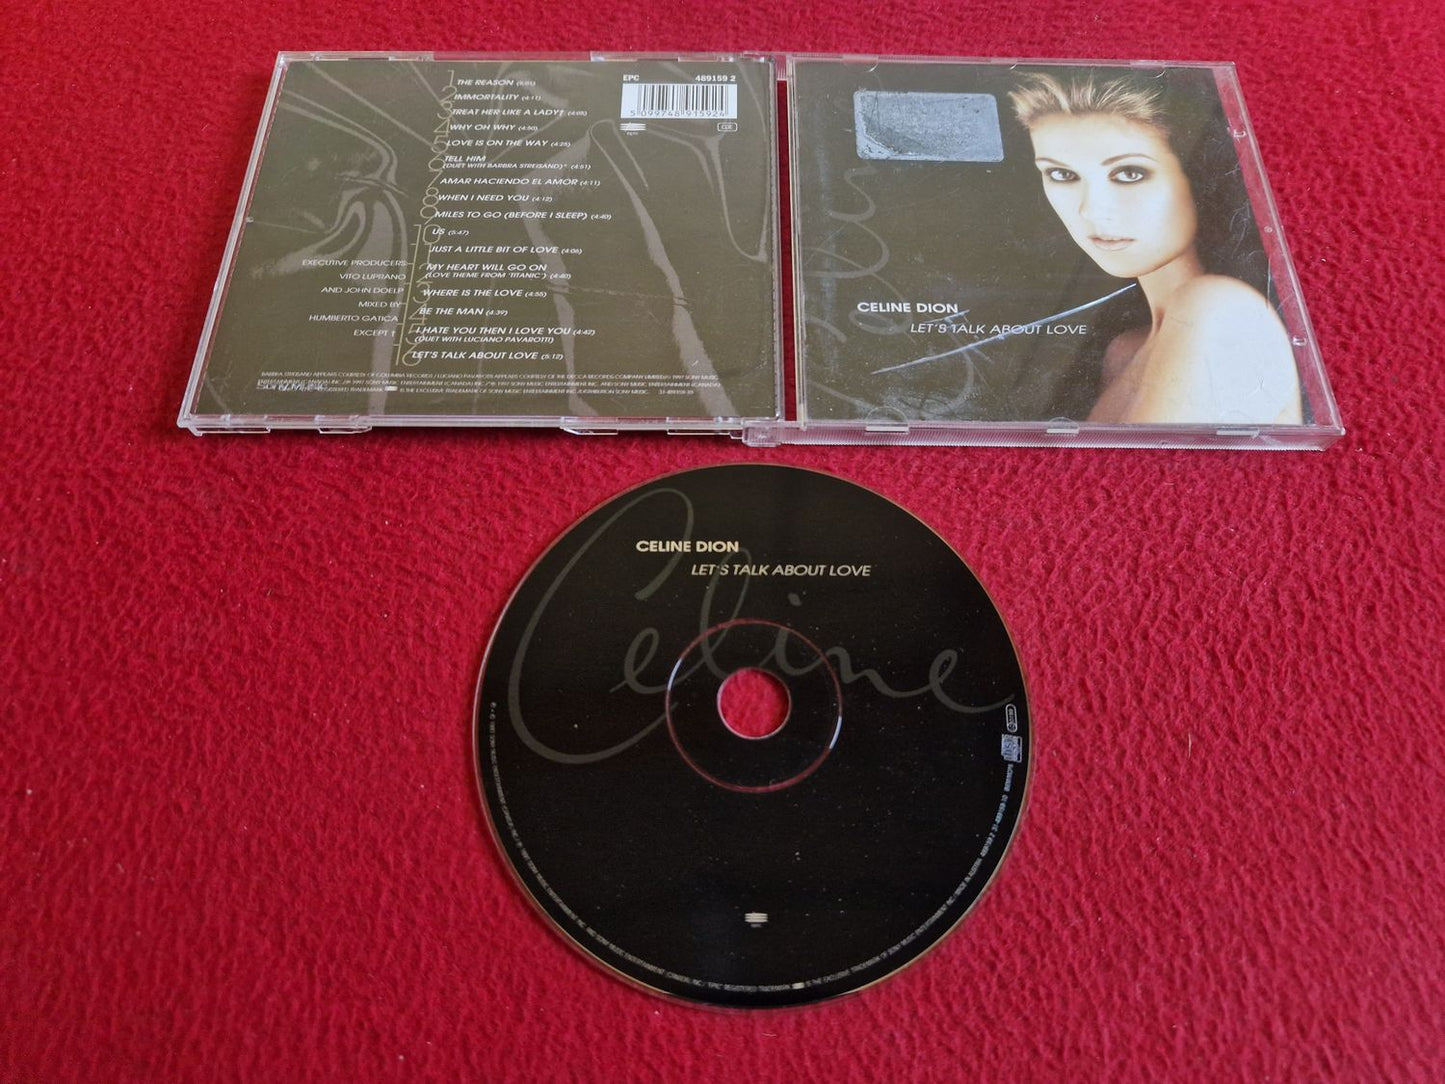 THE REASON (5:01)
IMMORTALITY (4:11)
TREAT HER LIKE A LADY† (4:05)
WHY OH WHY (4:50)
LOVE IS ON THE WAY (4:25)
TELL HIM
(DUET WITH BARBRA STREISAND)* (4:51)
AMAR HACIENDO EL AMOR (4:11)
WHEN I NEED YOU (4:12)
MILES TO GO (BEFORE I SLEEP) (4:40)
US (5:47)
JUST A LITTLE BIT OF LOVE (4:06)
MY HEART WILL GO ON
(LOVE THEME FROM 'TITANIC') (4:40)
WHERE IS THE LOVE (4:55)
BE THE MAN (4:39)
I HATE YOU THEN I LOVE YOU (4:42)
(DUET WITH LUCIANO PAVAROTTI)
LET'S TALK ABOUT LOVE (5:12)
EXECUTIVE PRODUCERS
VITO LUPRANO
AND JOHN DOELP
MIXED BY
HUMBERTO GATICA
EXCEPT †
EPC 489159 2
5 099748 915924
CELINE DION
LET'S TALK ABOUT LOVE
CELINE DION
LET'S TALK ABOUT LOVE
Celine